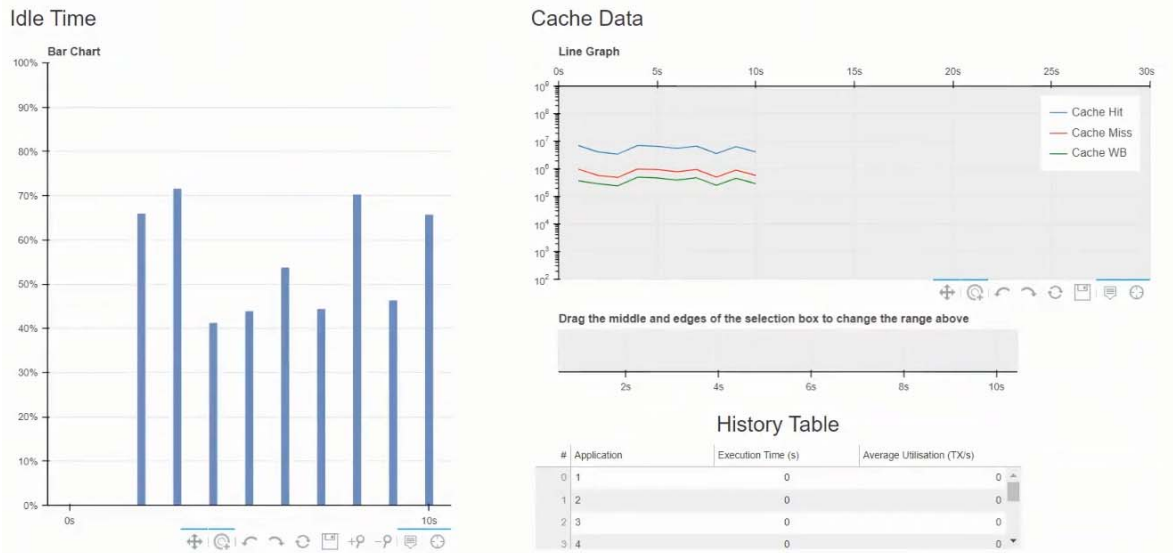 Idle Time
Bar Chart
100%
90%
80%
70%
60%
50%
40%
30%
20%
10%
0%
0s 10s
Cache Data
Line Graph
0s 5s 10s 15s 20s 25s 30s
10⁹
10⁸
10⁷
10⁶
10⁵
10⁴
10³
10²
Cache Hit
Cache Miss
Cache WB
Drag the middle and edges of the selection box to change the range above
2s 4s 6s 8s 10s
History Table
# Application Execution Time (s) Average Utilisation (TX/s)
0 1 0 0
1 2 0 0
2 3 0 0
3 4 0 0